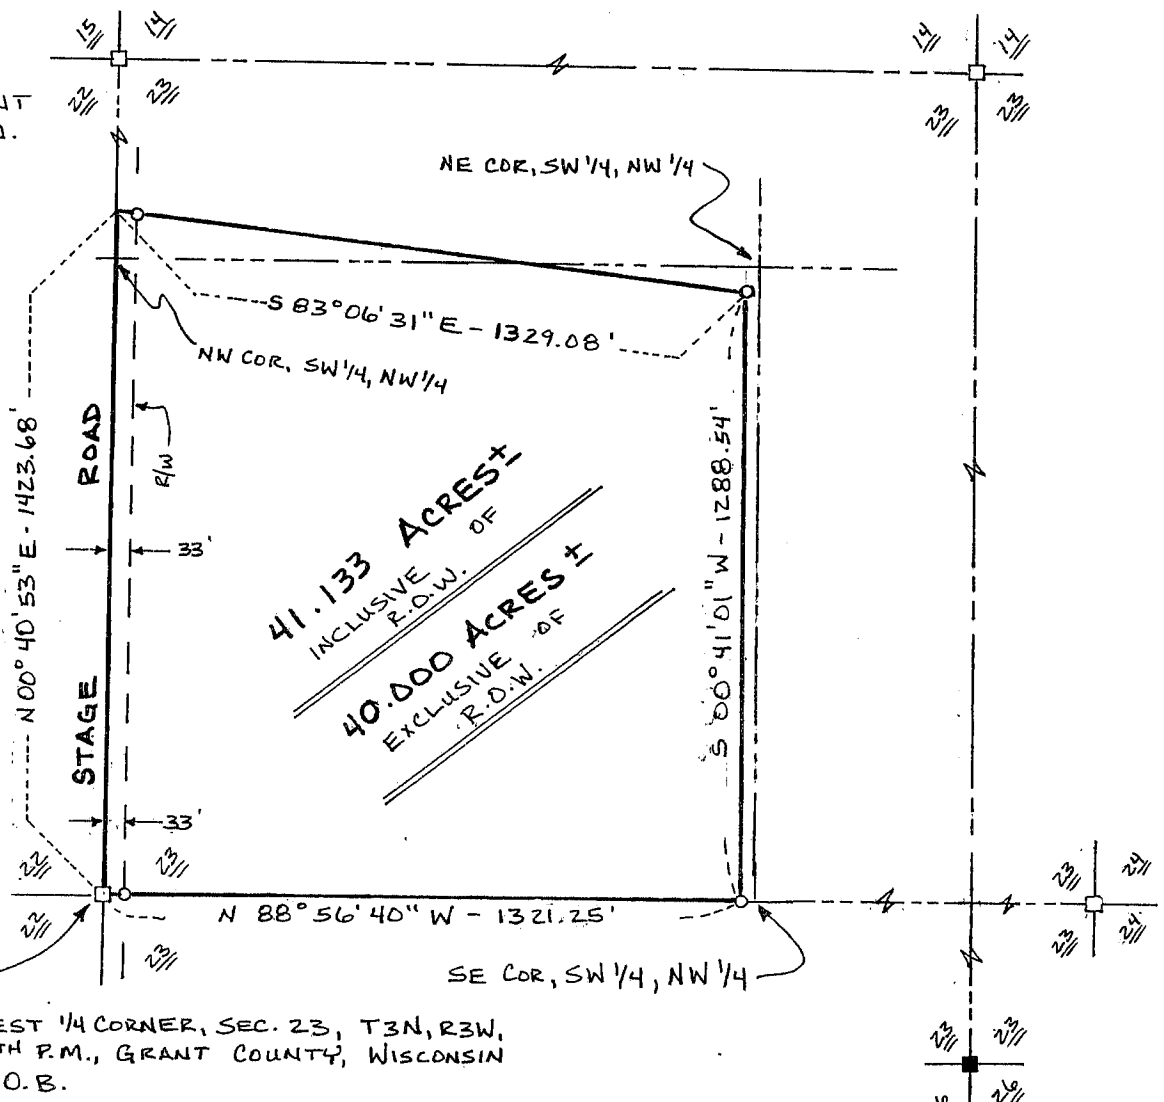 15 14
14 14
22 23
23 23
NT
NE COR, SW 1/4, NW 1/4
S 83°06'31" E - 1329.08'
NW COR, SW 1/4, NW 1/4
N 00°40'53" E - 1423.68'
STAGE ROAD
R/W
33'
41.133 ACRES±
INCLUSIVE OF
R.O.W.
40.000 ACRES±
EXCLUSIVE OF
R.O.W.
S 00°41'01" W - 1288.54'
33'
22 23
23 24
N 88°56'40" W - 1321.25'
22 23
23 24
SE COR, SW 1/4, NW 1/4
EST 1/4 CORNER, SEC. 23, T3N, R3W,
TH P.M., GRANT COUNTY, WISCONSIN
O.B.
23 23
26